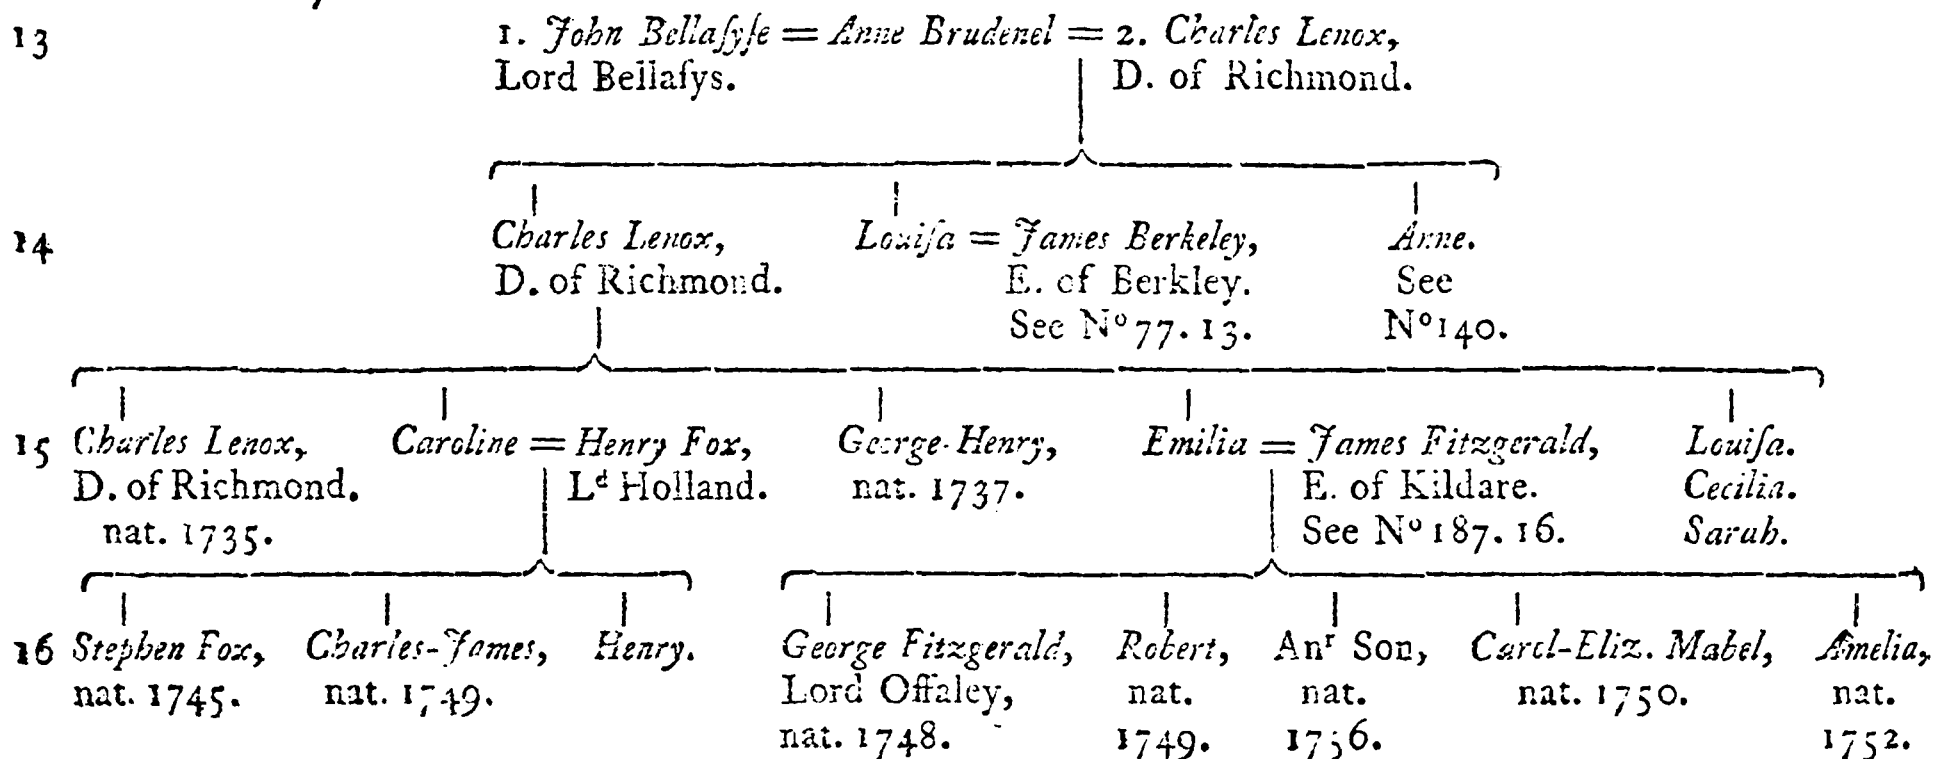 13 1. John Bellaſyſe = Anne Brudenel = 2. Charles Lenox,
Lord Bellaſys. D. of Richmond.
14 Charles Lenox, Louiſa = James Berkeley, Anne.
D. of Richmond. E. of Berkley. See
See Nº 77. 13. Nº 140.
15 Charles Lenox, Caroline = Henry Fox, George-Henry, Emilia = James Fitzgerald, Louiſa.
D. of Richmond. Lᵈ Holland. nat. 1737. E. of Kildare. Cecilia.
nat. 1735. See Nº 187. 16. Sarah.
16 Stephen Fox, Charles-James, Henry. George Fitzgerald, Robert, Anʳ Son, Carol-Eliz. Mabel, Amelia,
nat. 1745. nat. 1749. Lord Offaley, nat. nat. nat. 1750. nat.
nat. 1748. 1749. 1756. 1752.